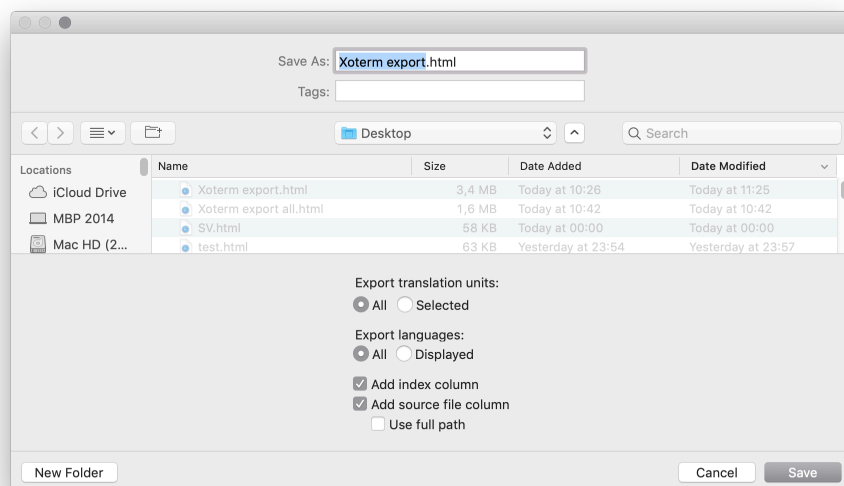 Save As: Xoterm export.html
Tags:
Desktop
Search
Locations
iCloud Drive
MBP 2014
Mac HD (2...
Name Size Date Added Date Modified
Xoterm export.html 3,4 MB Today at 10:26 Today at 11:25
Xoterm export all.html 1,6 MB Today at 10:42 Today at 10:42
SV.html 58 KB Today at 00:00 Today at 00:00
test.html 63 KB Yesterday at 23:54 Yesterday at 23:57
Export translation units:
All Selected
Export languages:
All Displayed
Add index column
Add source file column
Use full path
New Folder Cancel Save